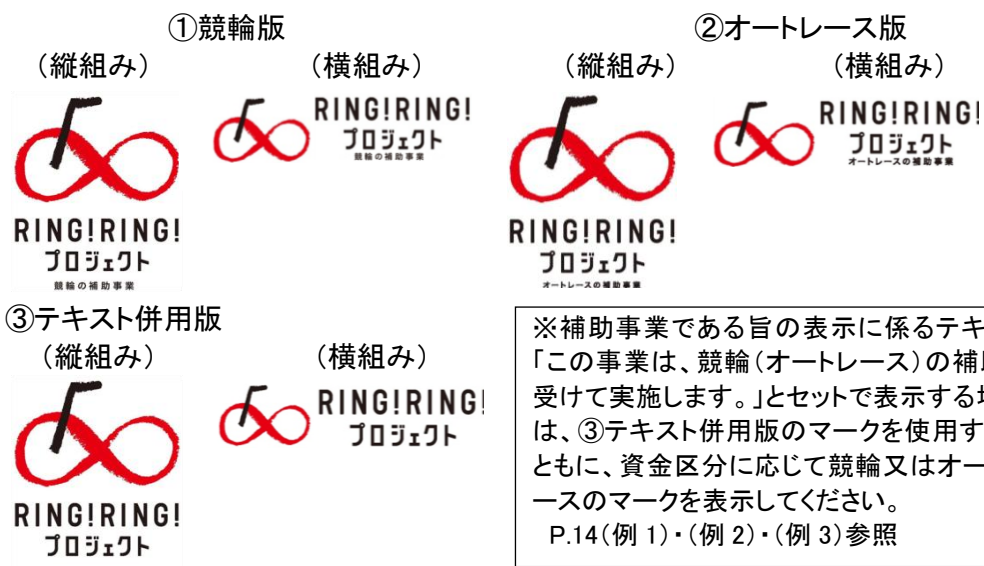 ①競輪版
（縦組み）
（横組み）
RING!RING!
プロジェクト
競輪の補助事業
RING!RING!
プロジェクト
競輪の補助事業
②オートレース版
（縦組み）
（横組み）
RING!RING!
プロジェクト
オートレースの補助事業
RING!RING!
プロジェクト
オートレースの補助事業
③テキスト併用版
（縦組み）
（横組み）
RING!RING!
プロジェクト
RING!RING!
プロジェクト
※補助事業である旨の表示に係るテキ
「この事業は、競輪（オートレース）の補
受けて実施します。」とセットで表示する
は、③テキスト併用版のマークを使用す
ともに、資金区分に応じて競輪又はオー
ースのマークを表示してください。
P.14（例 1）・（例 2）・（例 3）参照